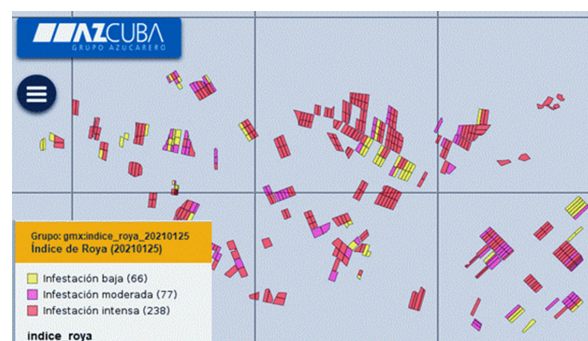 AZCUBA
GRUPO AZUCARERO
Grupo: gmx:indice_roya_20210125
Índice de Roya (20210125)
Infestación baja (66)
Infestación moderada (77)
Infestación intensa (238)
indice_roya